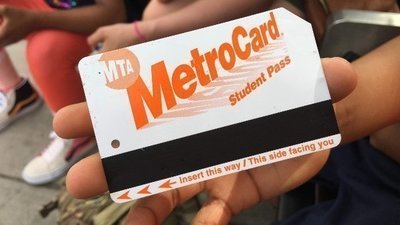 MTA
MetroCard
Student Pass
Insert this way / This side facing you